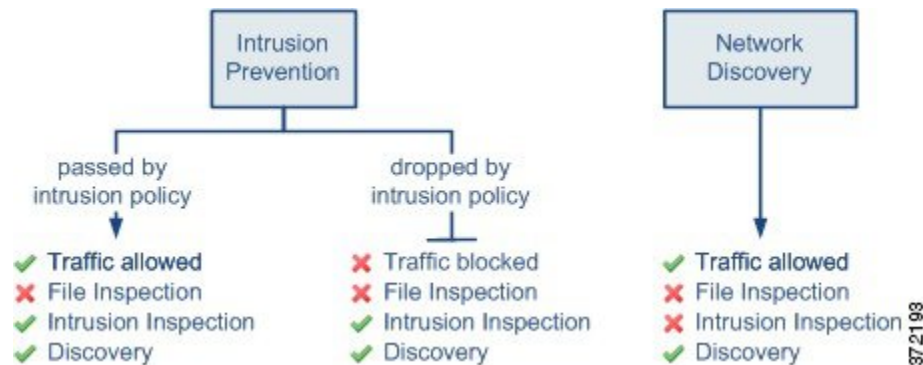 Intrusion
Prevention
Network
Discovery
passed by
intrusion policy
dropped by
intrusion policy
Traffic allowed
File Inspection
Intrusion Inspection
Discovery
Traffic blocked
File Inspection
Intrusion Inspection
Discovery
Traffic allowed
File Inspection
Intrusion Inspection
Discovery
372193